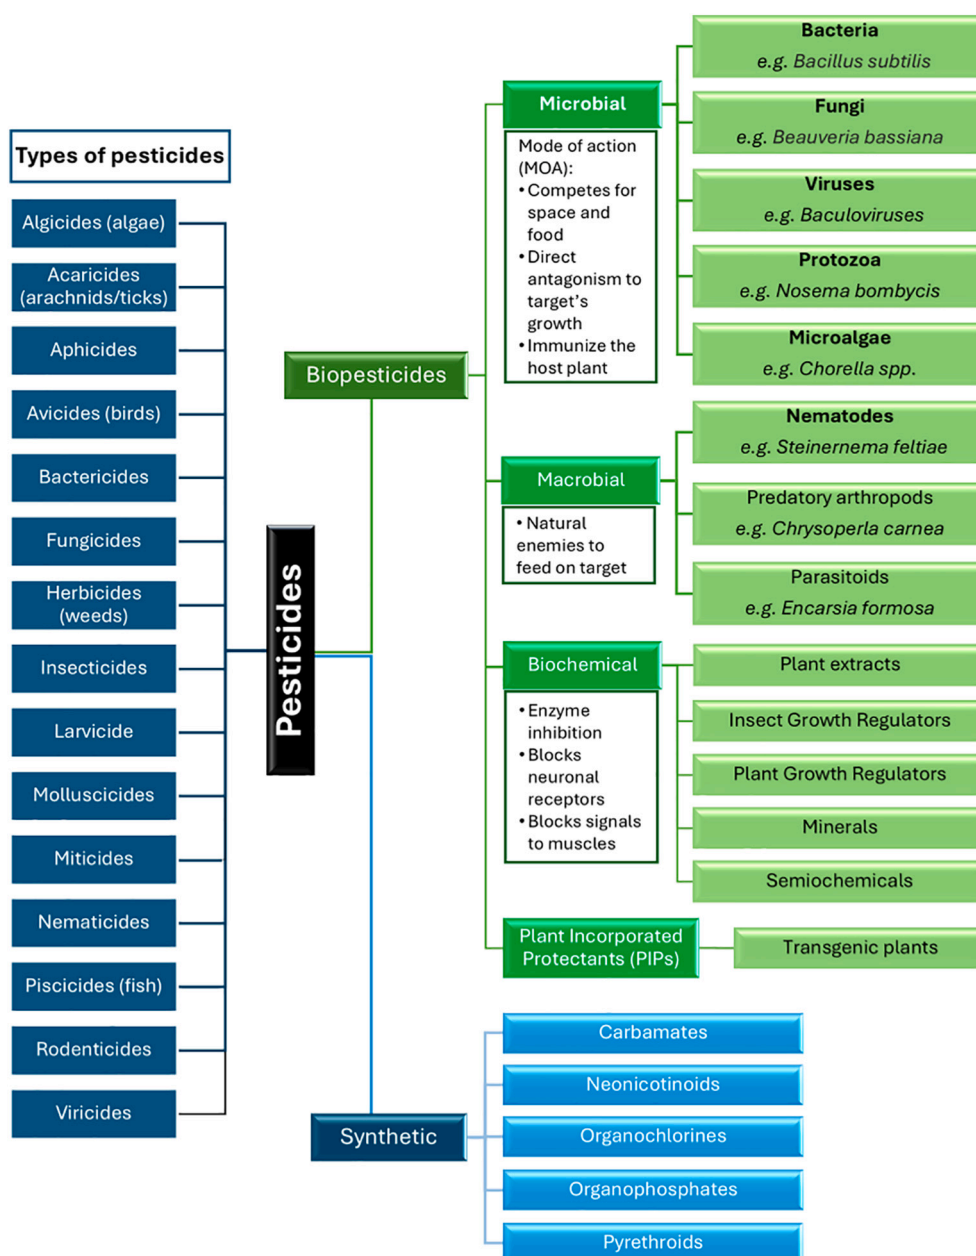 Types of pesticides
Algicides (algae)
Acaricides
(arachnids/ticks)
Aphicides
Avicides (birds)
Bactericides
Fungicides
Herbicides
(weeds)
Insecticides
Larvicide
Molluscicides
Miticides
Nematicides
Piscicides (fish)
Rodenticides
Viricides
Pesticides
Biopesticides
Microbial
Mode of action
(MOA):
• Competes for
space and
food
• Direct
antagonism to
target's
growth
• Immunize the
host plant
Bacteria
e.g. Bacillus subtilis
Fungi
e.g. Beauveria bassiana
Viruses
e.g. Baculoviruses
Protozoa
e.g. Nosema bombycis
Microalgae
e.g. Chorella spp.
Macrobial
• Natural
enemies to
feed on target
Nematodes
e.g. Steinernema feltiae
Predatory arthropods
e.g. Chrysoperla carnea
Parasitoids
e.g. Encarsia formosa
Biochemical
• Enzyme
inhibition
• Blocks
neuronal
receptors
• Blocks signals
to muscles
Plant extracts
Insect Growth Regulators
Plant Growth Regulators
Minerals
Semiochemicals
Plant Incorporated
Protectants (PIPs)
Transgenic plants
Synthetic
Carbamates
Neonicotinoids
Organochlorines
Organophosphates
Pyrethroids